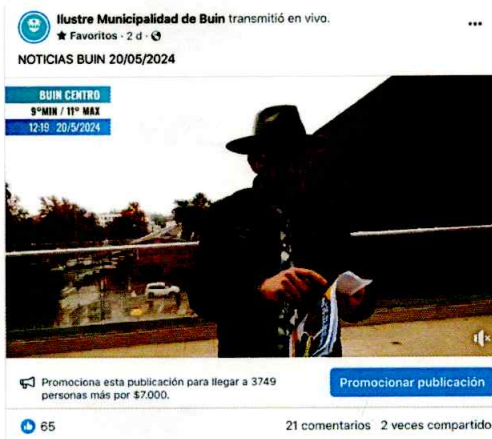 Ilustre Municipalidad de Buin transmitió en vivo.
Favoritos · 2 d ·
NOTICIAS BUIN 20/05/2024
BUIN CENTRO
9°MIN / 11° MAX
12:19 20/5/2024
Promociona esta publicación para llegar a 3749
personas más por $7.000.
Promocionar publicación
65
21 comentarios 2 veces compartido